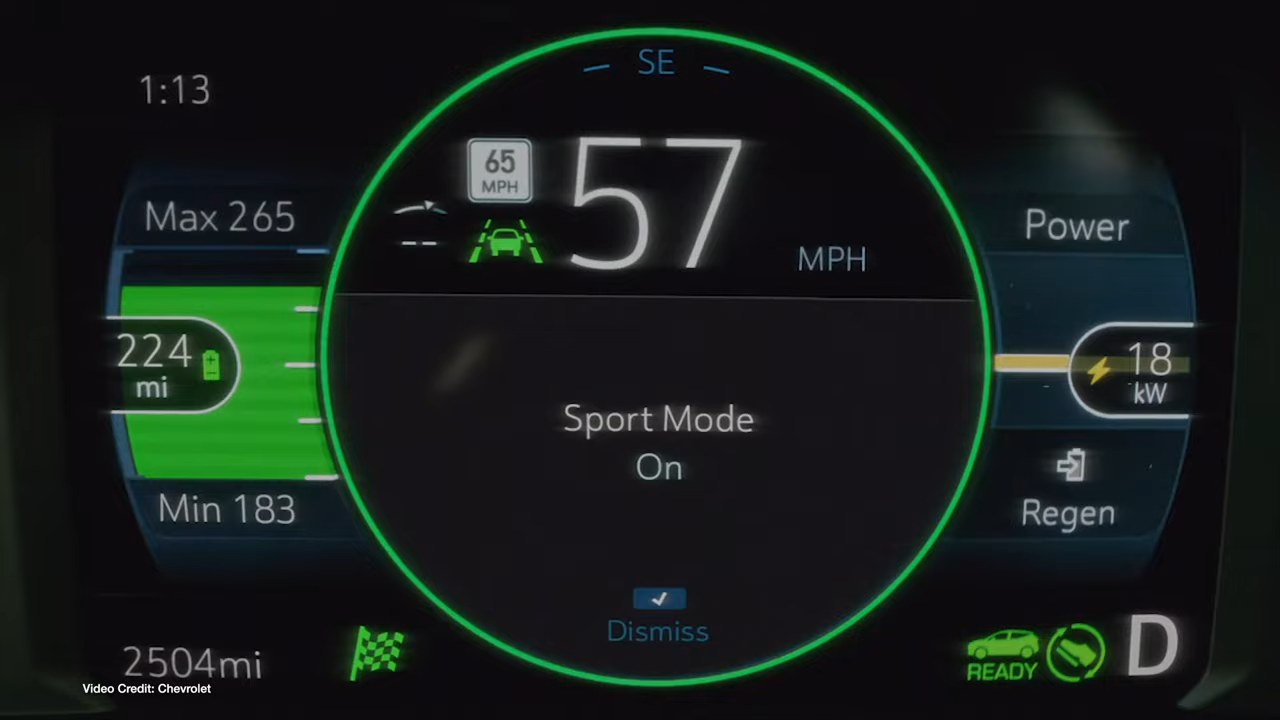 SE
1:13
65
MPH
57
MPH
Max 265
224
mi
Min 183
Power
18
kW
Regen
Sport Mode
On
Dismiss
2504mi
READY
D
Video Credit: Chevrolet